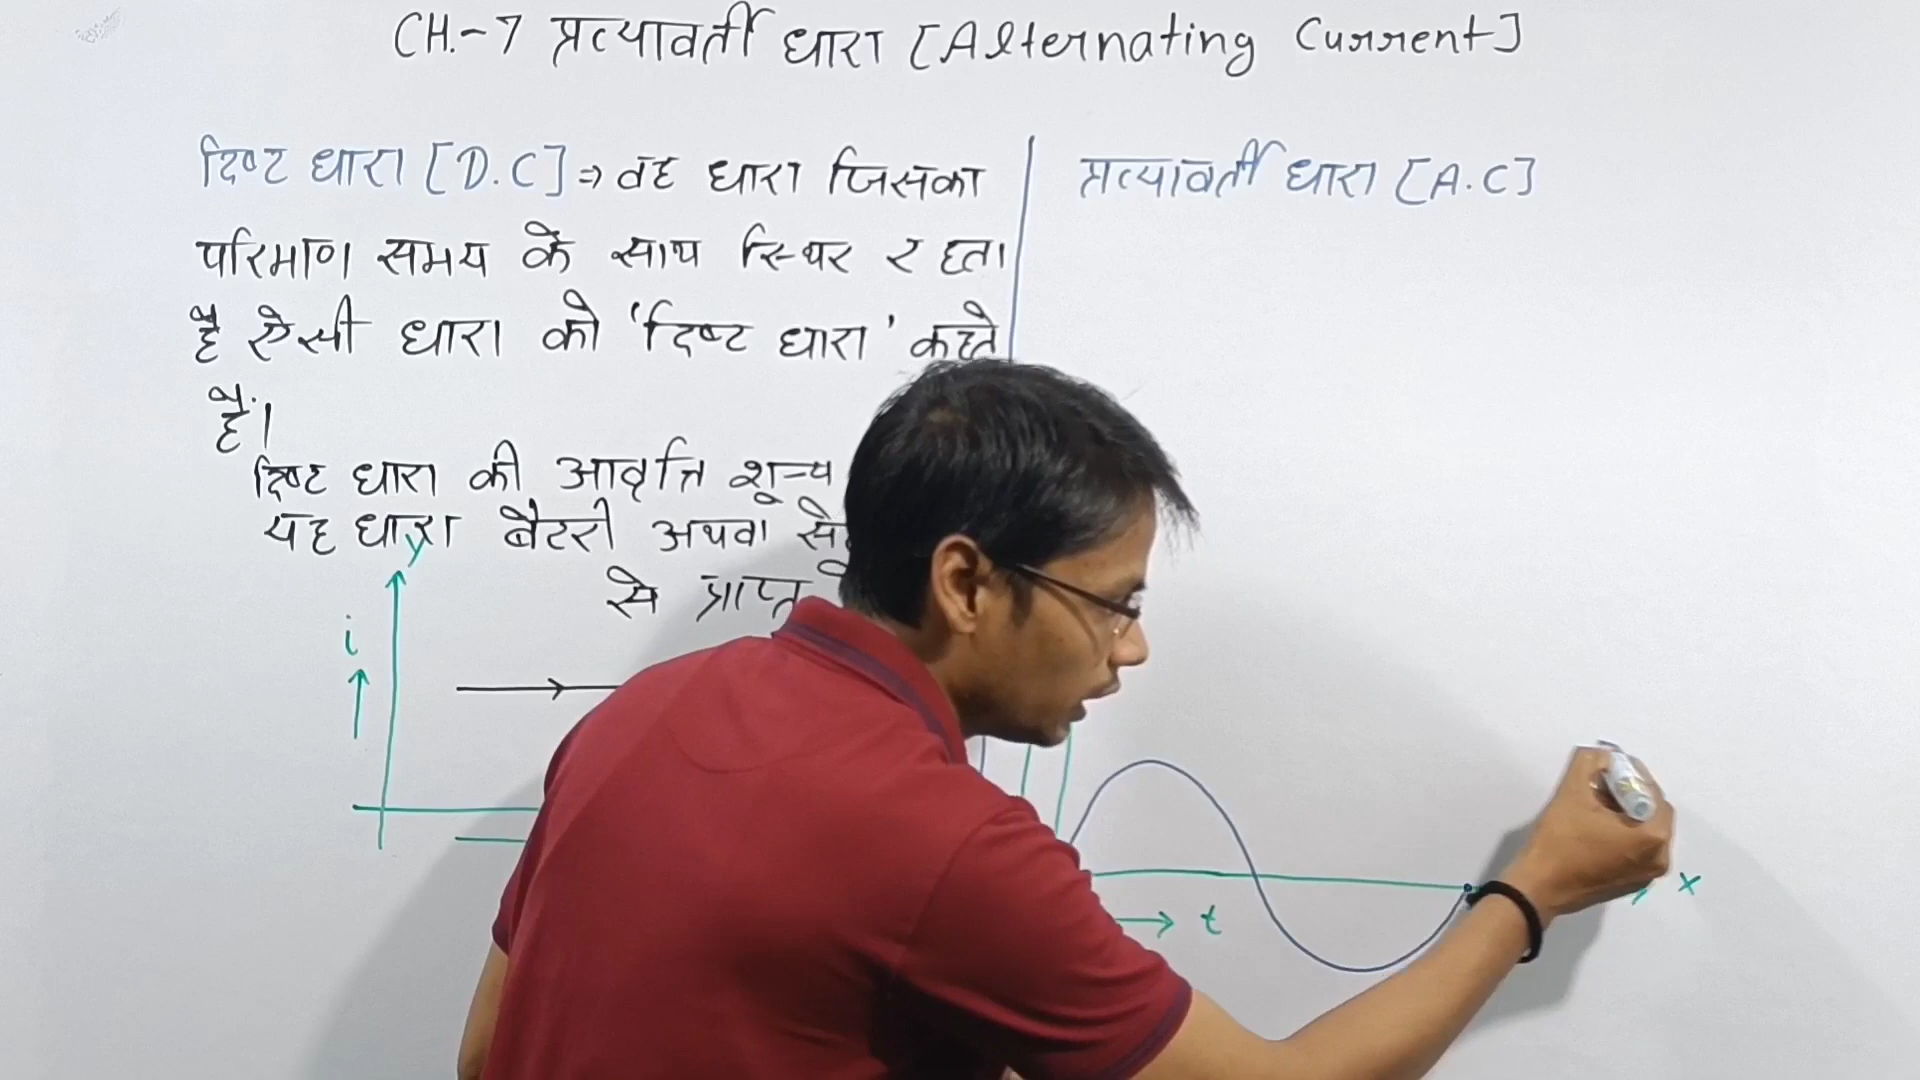 CH.-7 प्रत्यावर्ती धारा [Alternating Current]
दिष्ट धारा [D.C] ⇒ वह धारा जिसका
परिमाण समय के साथ स्थिर रहता
है ऐसी धारा को 'दिष्ट धारा' कहते
हैं।
दिष्ट धारा की आवृत्ति शून्य
यह धारा बैटरी अथवा
से प्राप्त
y
i
प्रत्यावर्ती धारा [A.C]
t
x